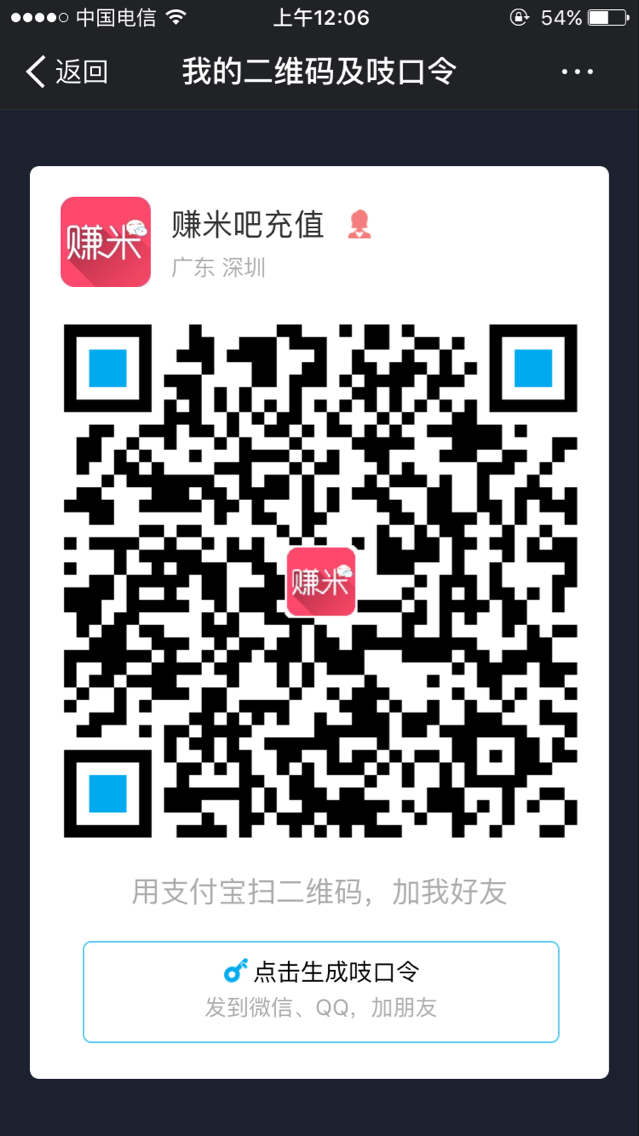 中国电信 上午12:06 54%
返回 我的二维码及吱口令
赚米 赚米吧充值
广东 深圳
赚米
用支付宝扫二维码，加我好友
点击生成吱口令
发到微信、QQ，加朋友